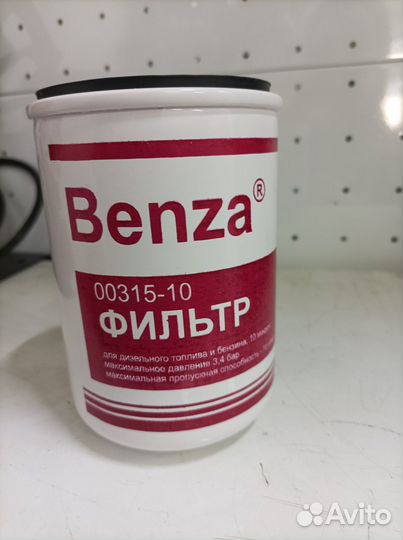 Benza®
00315-10
ФИЛЬТР
для дизельного топлива и бензина, 10 микрон
максимальное давление 3,4 бар
максимальная пропускная способность
Avito